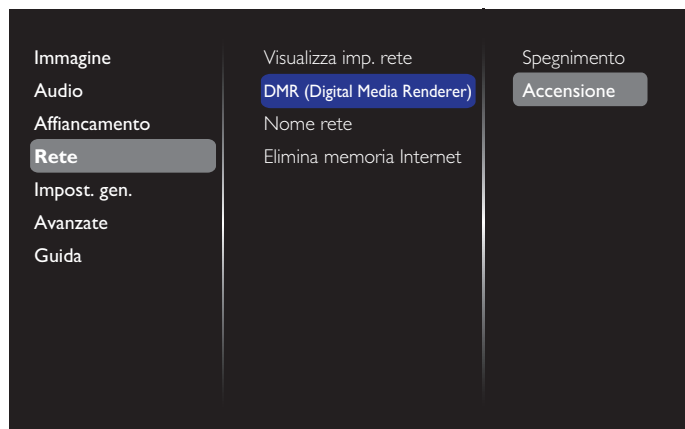 Immagine
Audio
Affiancamento
Rete
Impost. gen.
Avanzate
Guida
Visualizza imp. rete
DMR (Digital Media Renderer)
Nome rete
Elimina memoria Internet
Spegnimento
Accensione